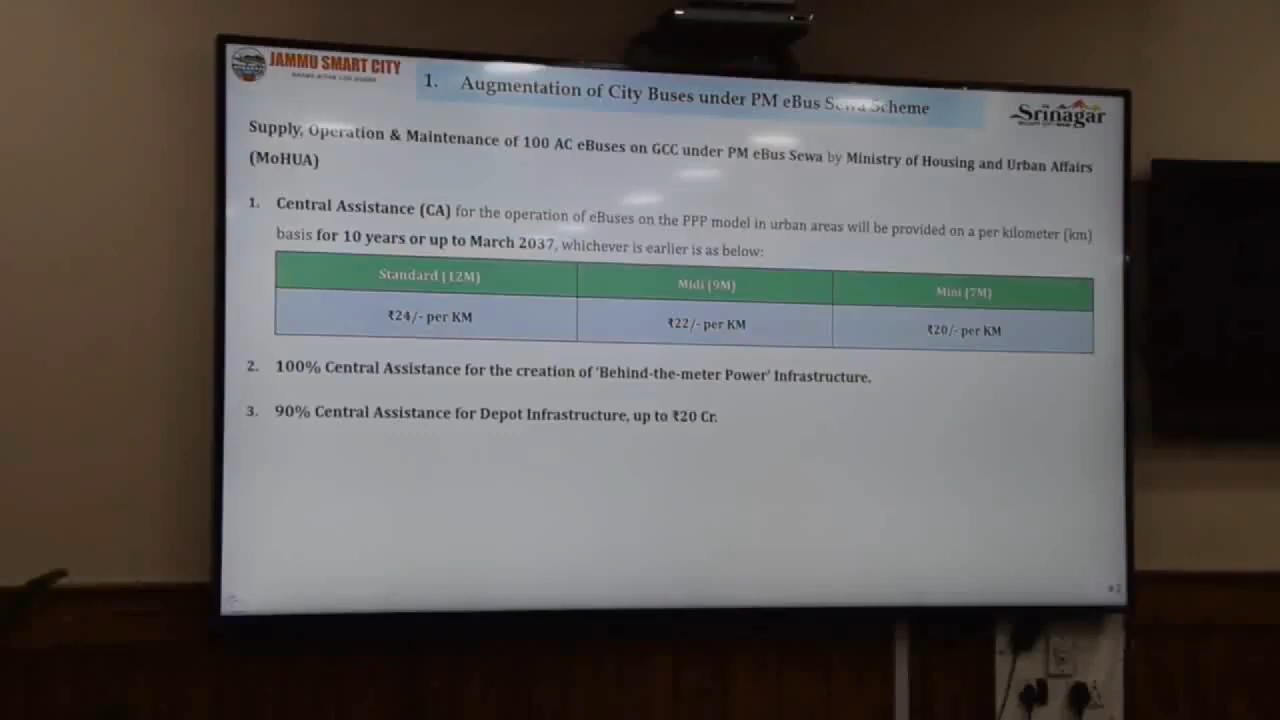 JAMMU SMART CITY
1. Augmentation of City Buses under PM eBus Sewa Scheme
Srinagar
Supply, Operation & Maintenance of 100 AC eBuses on GCC under PM eBus Sewa by Ministry of Housing and Urban Affairs
(MoHUA)
1. Central Assistance (CA) for the operation of eBuses on the PPP model in urban areas will be provided on a per kilometer (km)
basis for 10 years or up to March 2037, whichever is earlier is as below:
Standard (12M) Midi (9M) Mini (7M)
₹24/- per KM ₹22/- per KM ₹20/- per KM
2. 100% Central Assistance for the creation of 'Behind-the-meter Power' Infrastructure.
3. 90% Central Assistance for Depot Infrastructure, up to ₹20 Cr.